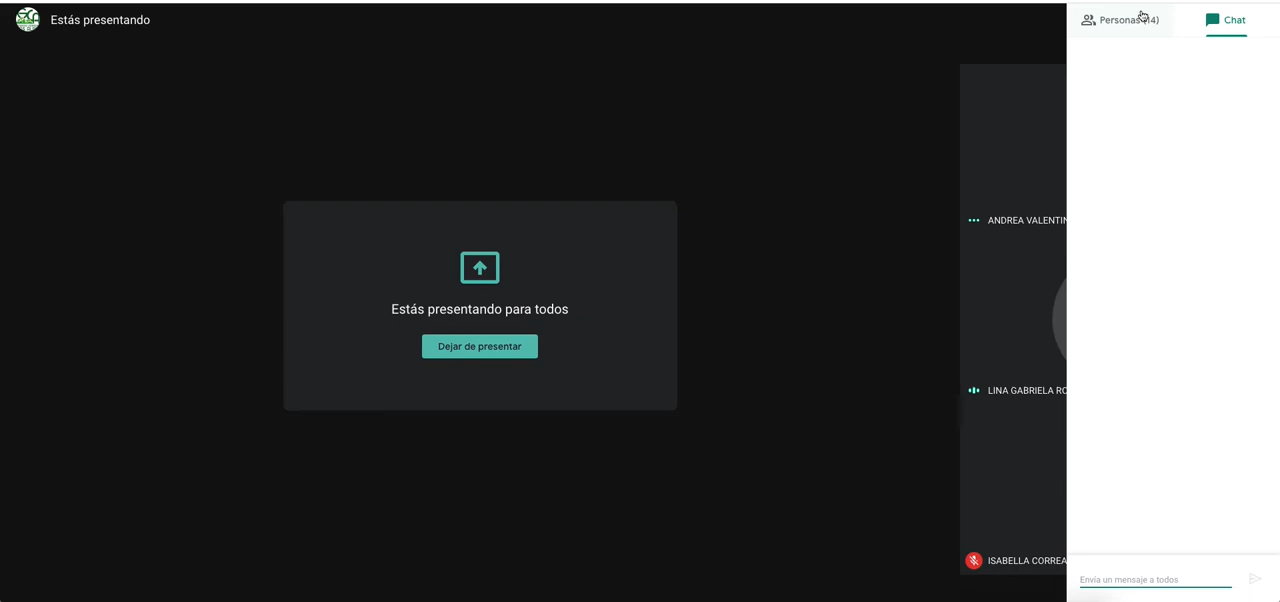 Estás presentando
Personas (14)
Chat
ANDREA VALENTIN
Estás presentando para todos
Dejar de presentar
LINA GABRIELA RO
ISABELLA CORREA
Envía un mensaje a todos